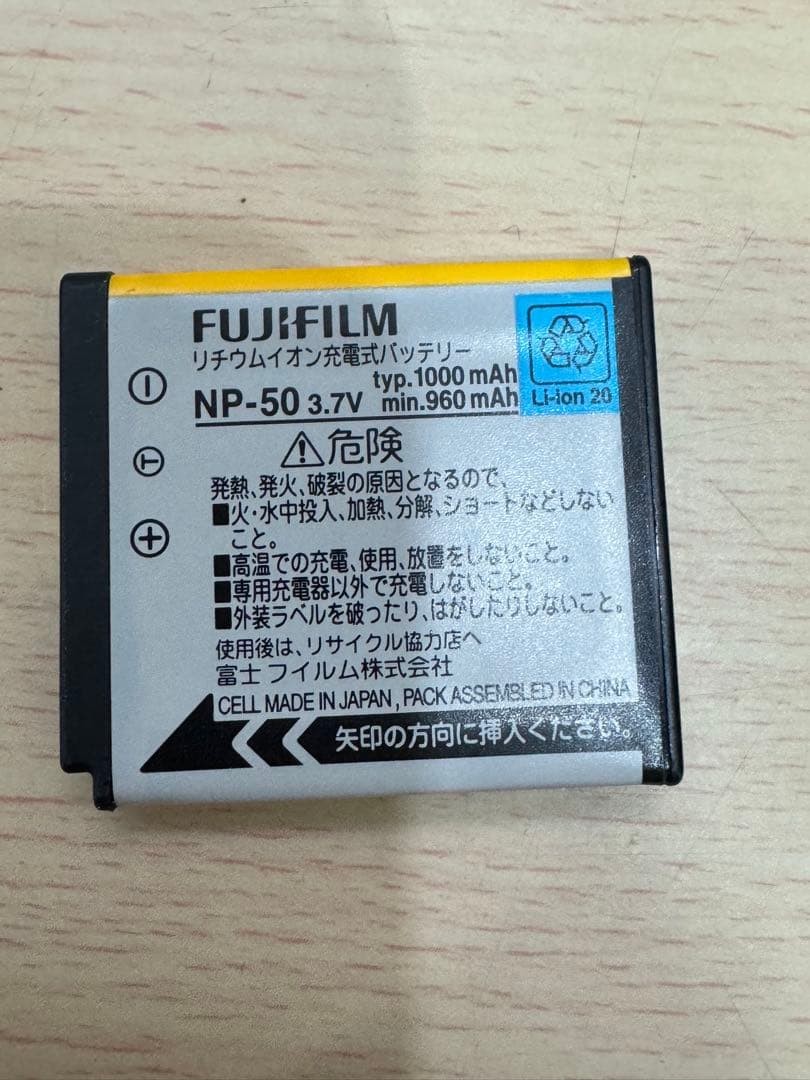 FUJIFILM
リチウムイオン充電式バッテリー
NP-50 3.7V typ.1000 mAh
min.960 mAh
Li-ion 20
⚠危険
発熱、発火、破裂の原因となるので、
■火・水中投入、加熱、分解、ショートなどしない
こと。
■高温での充電、使用、放置をしないこと。
■専用充電器以外で充電しないこと。
■外装ラベルを破ったり、はがしたりしないこと。
使用後は、リサイクル協力店へ
富士フイルム株式会社
CELL MADE IN JAPAN, PACK ASSEMBLED IN CHINA
矢印の方向に挿入ください。